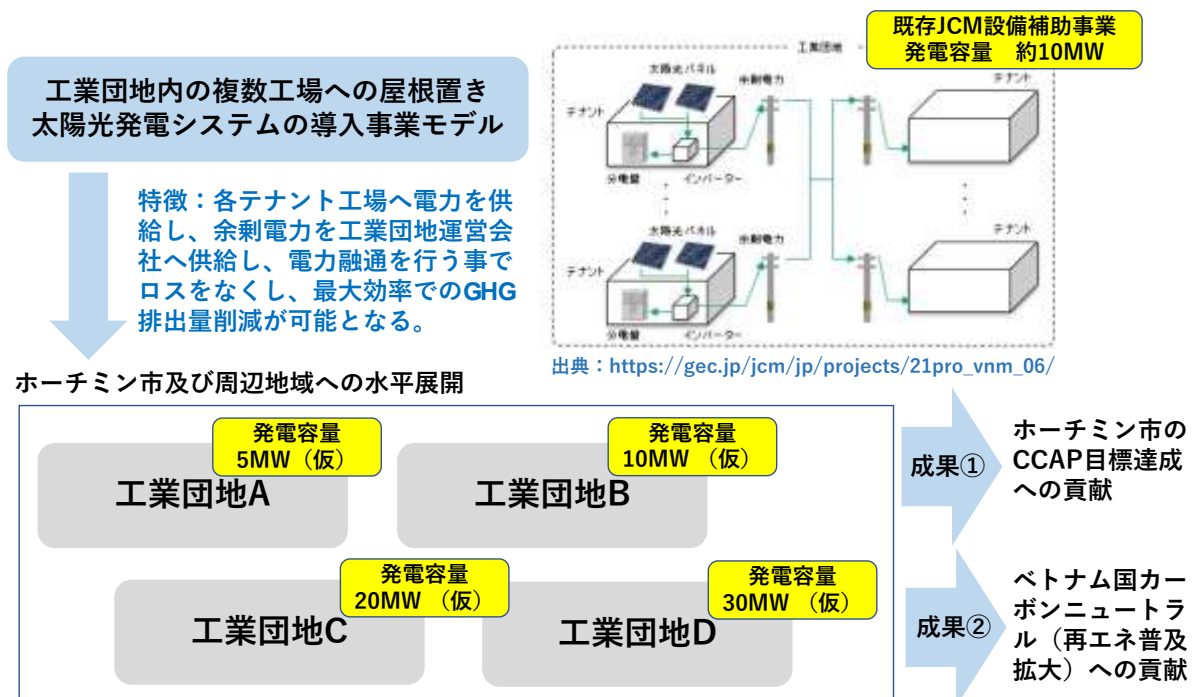 既存JCM設備補助事業
発電容量　約10MW
工業団地内の複数工場への屋根置き
太陽光発電システムの導入事業モデル
特徴：各テナント工場へ電力を供
給し、余剰電力を工業団地運営会
社へ供給し、電力融通を行う事で
ロスをなくし、最大効率でのGHG
排出量削減が可能となる。
工業団地
太陽光パネル
余剰電力
テナント
テナント
分電盤
インバーター
太陽光パネル
余剰電力
テナント
テナント
分電盤
インバーター
出典：https://gec.jp/jcm/jp/projects/21pro_vnm_06/
ホーチミン市及び周辺地域への水平展開
発電容量
5MW（仮）
工業団地A
発電容量
10MW （仮）
工業団地B
発電容量
20MW （仮）
工業団地C
発電容量
30MW （仮）
工業団地D
成果①
ホーチミン市の
CCAP目標達成
への貢献
成果②
ベトナム国カー
ボンニュートラ
ル（再エネ普及
拡大）への貢献